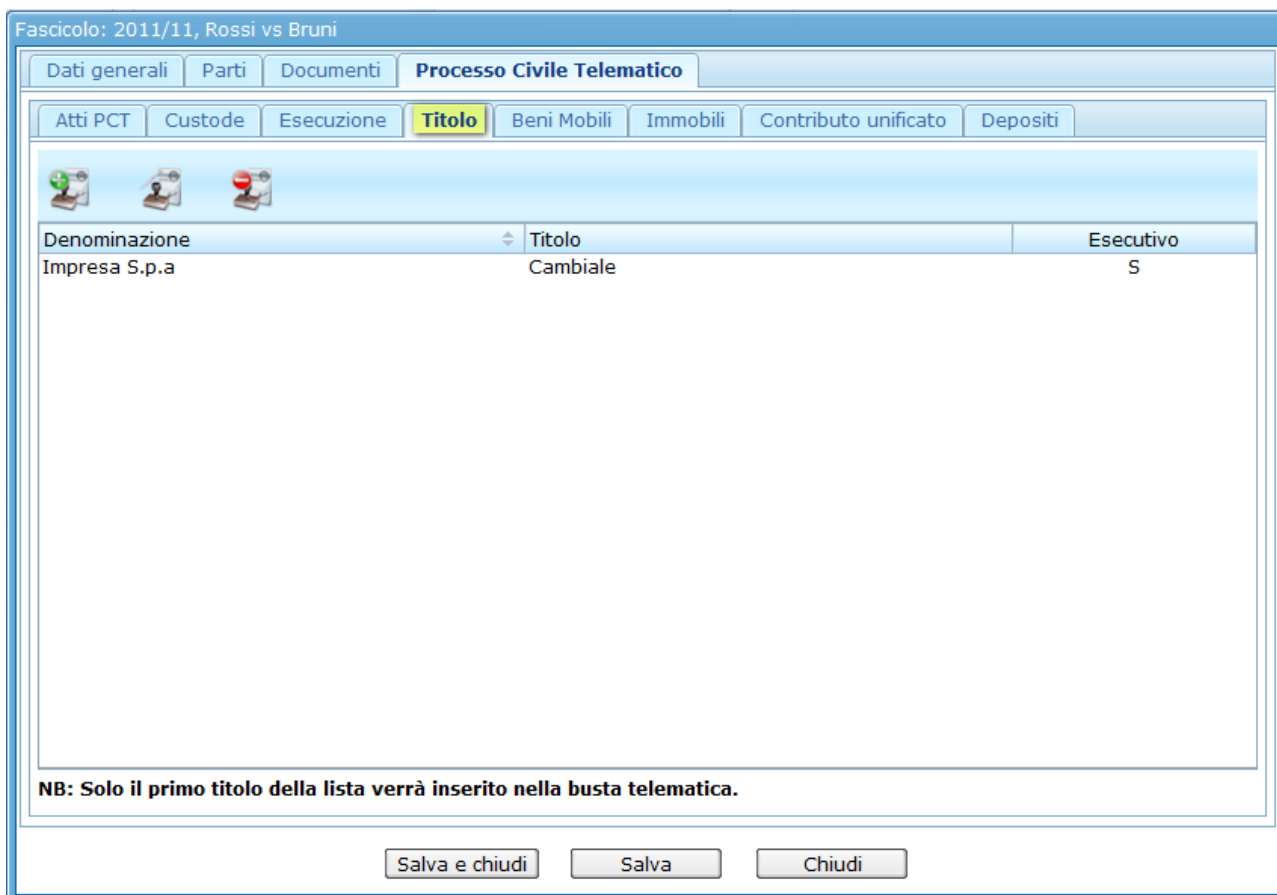 Fascicolo: 2011/11, Rossi vs Bruni
Dati generali Parti Documenti Processo Civile Telematico
Atti PCT Custode Esecuzione Titolo Beni Mobili Immobili Contributo unificato Depositi
Denominazione Titolo Esecutivo
Impresa S.p.a Cambiale S
NB: Solo il primo titolo della lista verrà inserito nella busta telematica.
Salva e chiudi Salva Chiudi